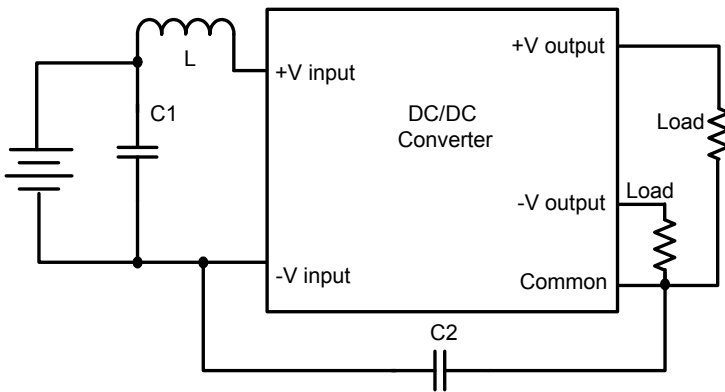 L
+V input
C1
DC/DC
Converter
+V output
Load
Load
-V output
-V input
Common
C2